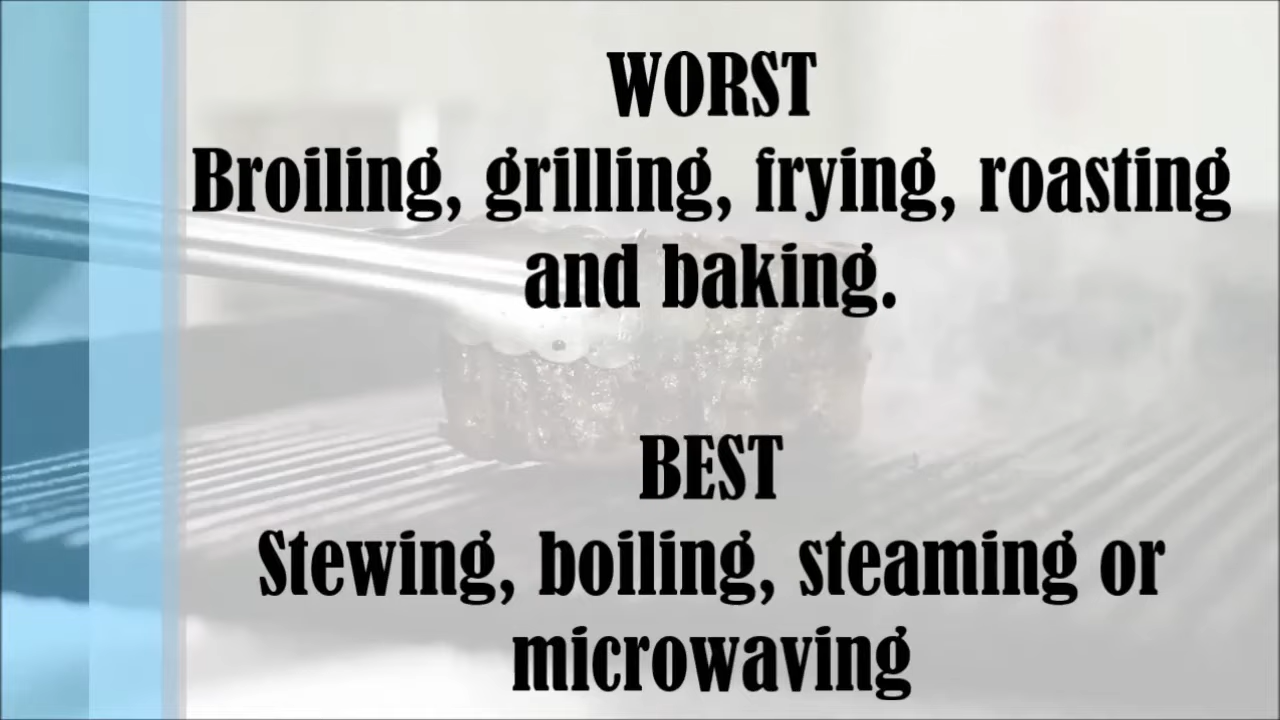 WORST
Broiling, grilling, frying, roasting
and baking.
BEST
Stewing, boiling, steaming or
microwaving